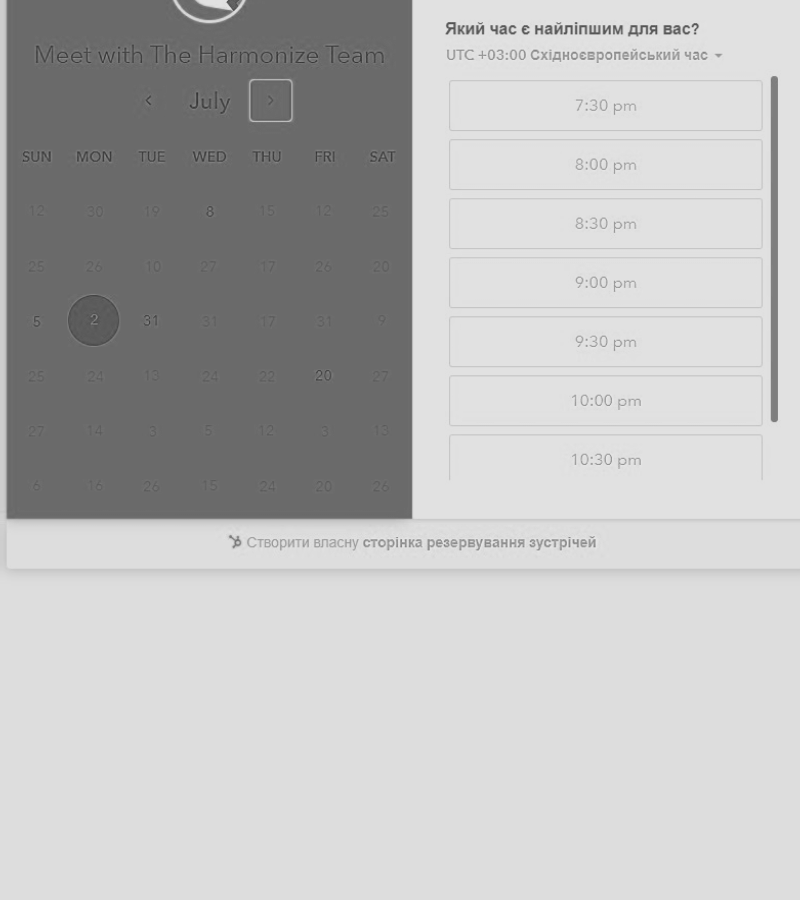 Meet with The Harmonize Team
July
SUN MON TUE WED THU FRI SAT
12 30 19 8 15 12 25
25 26 10 27 17 26 20
5 2 31 31 17 31 9
25 24 13 24 22 20 27
27 14 3 5 12 3 13
6 16 26 15 24 20 26
Який час є найліпшим для вас?
UTC +03:00 Східноєвропейський час
7:30 pm
8:00 pm
8:30 pm
9:00 pm
9:30 pm
10:00 pm
10:30 pm
Створити власну сторінка резервування зустрічей